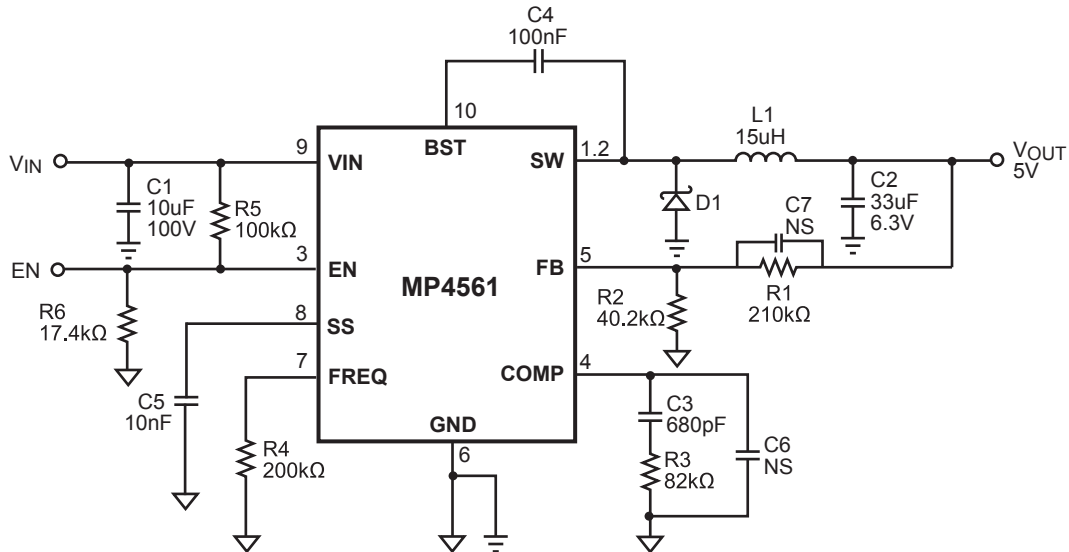 C4
100nF
10
BST
L1
15uH
9
VIN
SW
1.2
VIN
VOUT
5V
C1
10uF
100V
R5
100kΩ
D1
C2
33uF
6.3V
C7
NS
EN
3
EN
MP4561
FB
5
R1
210kΩ
R6
17.4kΩ
8
SS
R2
40.2kΩ
7
FREQ
COMP
4
C5
10nF
R4
200kΩ
GND
6
C3
680pF
R3
82kΩ
C6
NS